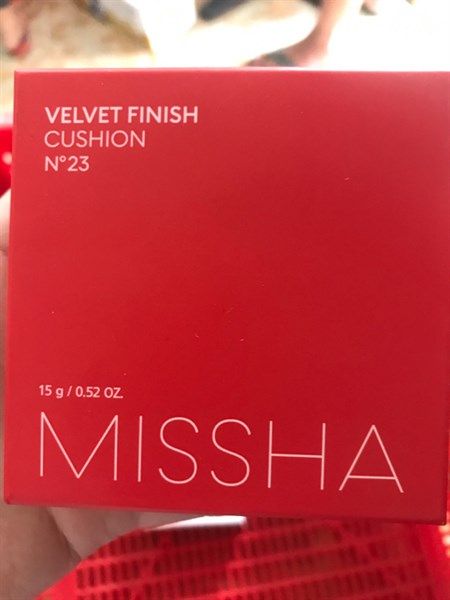 VELVET FINISH
CUSHION
N°23
15 g / 0.52 OZ.
MISSHA